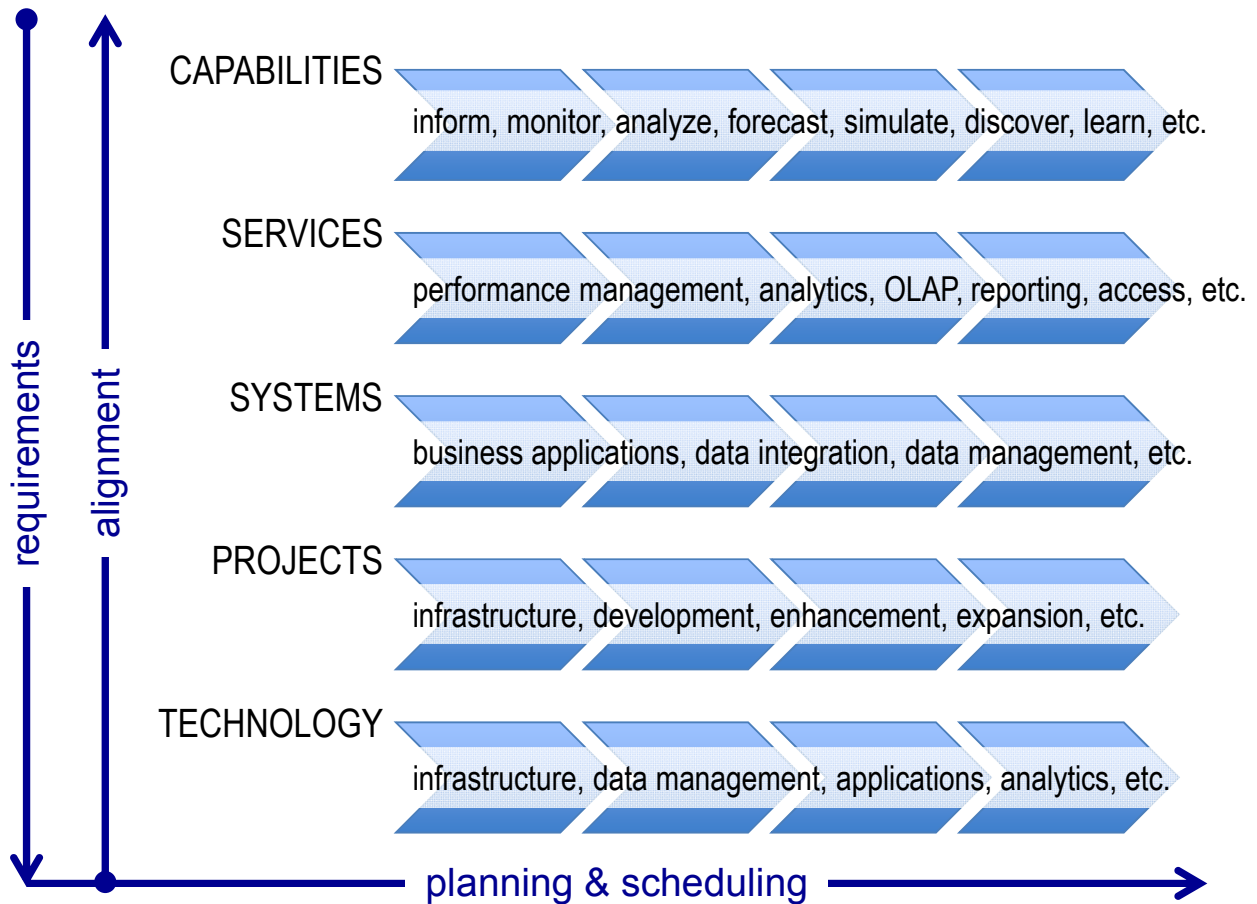 CAPABILITIES
inform, monitor, analyze, forecast, simulate, discover, learn, etc.
SERVICES
performance management, analytics, OLAP, reporting, access, etc.
SYSTEMS
business applications, data integration, data management, etc.
PROJECTS
infrastructure, development, enhancement, expansion, etc.
TECHNOLOGY
infrastructure, data management, applications, analytics, etc.
requirements
alignment
planning & scheduling